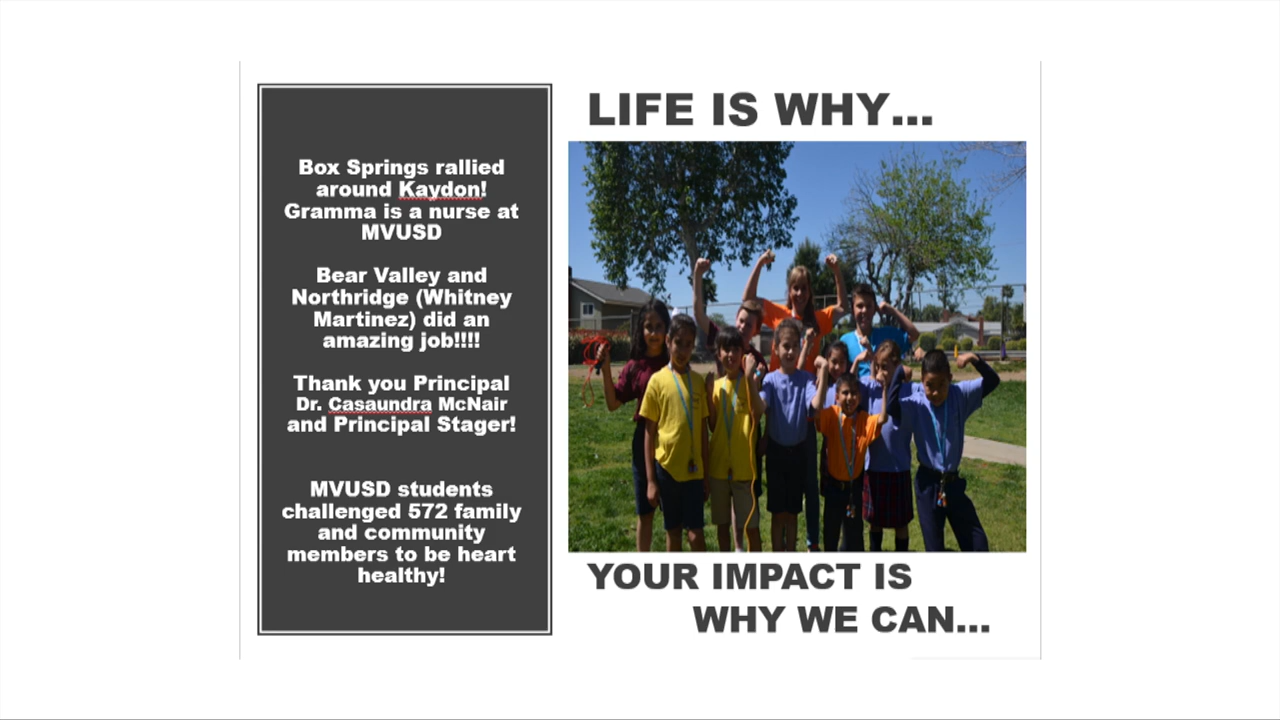 Box Springs rallied
around Kaydon!
Gramma is a nurse at
MVUSD
Bear Valley and
Northridge (Whitney
Martinez) did an
amazing job!!!!
Thank you Principal
Dr. Casaundra McNair
and Principal Stager!
MVUSD students
challenged 572 family
and community
members to be heart
healthy!
LIFE IS WHY...
YOUR IMPACT IS
WHY WE CAN...